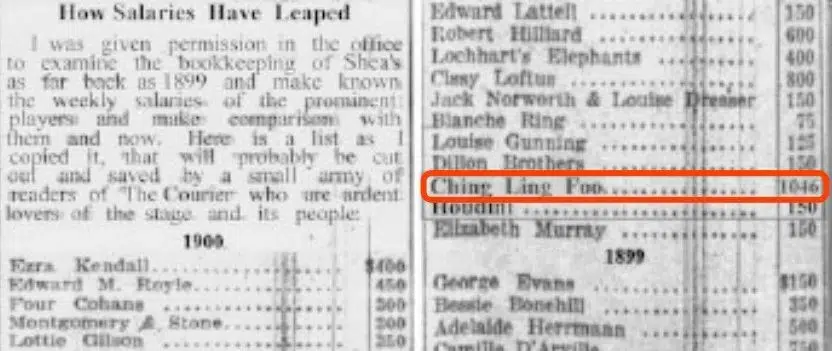 How Salaries Have Leaped
I was given permission in the office
to examine the bookkeeping of Shea's
as far back as 1899 and make known
the weekly salaries of the prominent
players and make comparison with
them and now. Here is a list as I
copied it, that will probably be cut
out and saved by a small army of
readers of The Courier who are ardent
lovers of the stage and its people:
1900
Ezra Kendall $400
Edward M. Royle 450
Four Cohans 300
Montgomery & Stone 200
Lottie Gilson 350
Edward Latell 150
Robert Hilliard 600
Lochhart's Elephants 400
Cissy Loftus 800
Jack Norworth & Louise Dresser 150
Blanche Ring 75
Louise Gunning 125
Dillon Brothers 150
Ching Ling Foo 1046
Houdini 150
Elizabeth Murray 150
1899
George Evans $150
Bessie Bonehill 350
Adelaide Herrmann 500
Camilla D'Arville